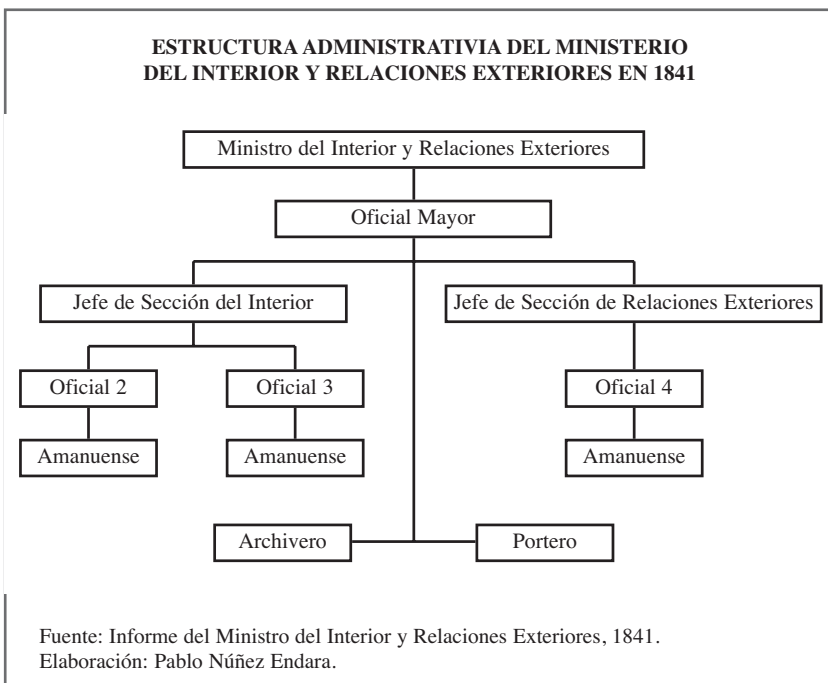 ESTRUCTURA ADMINISTRATIVIA DEL MINISTERIO
DEL INTERIOR Y RELACIONES EXTERIORES EN 1841
Ministro del Interior y Relaciones Exteriores
Oficial Mayor
Jefe de Sección del Interior
Jefe de Sección de Relaciones Exteriores
Oficial 2
Oficial 3
Oficial 4
Amanuense
Amanuense
Amanuense
Archivero
Portero
Fuente: Informe del Ministro del Interior y Relaciones Exteriores, 1841.
Elaboración: Pablo Núñez Endara.